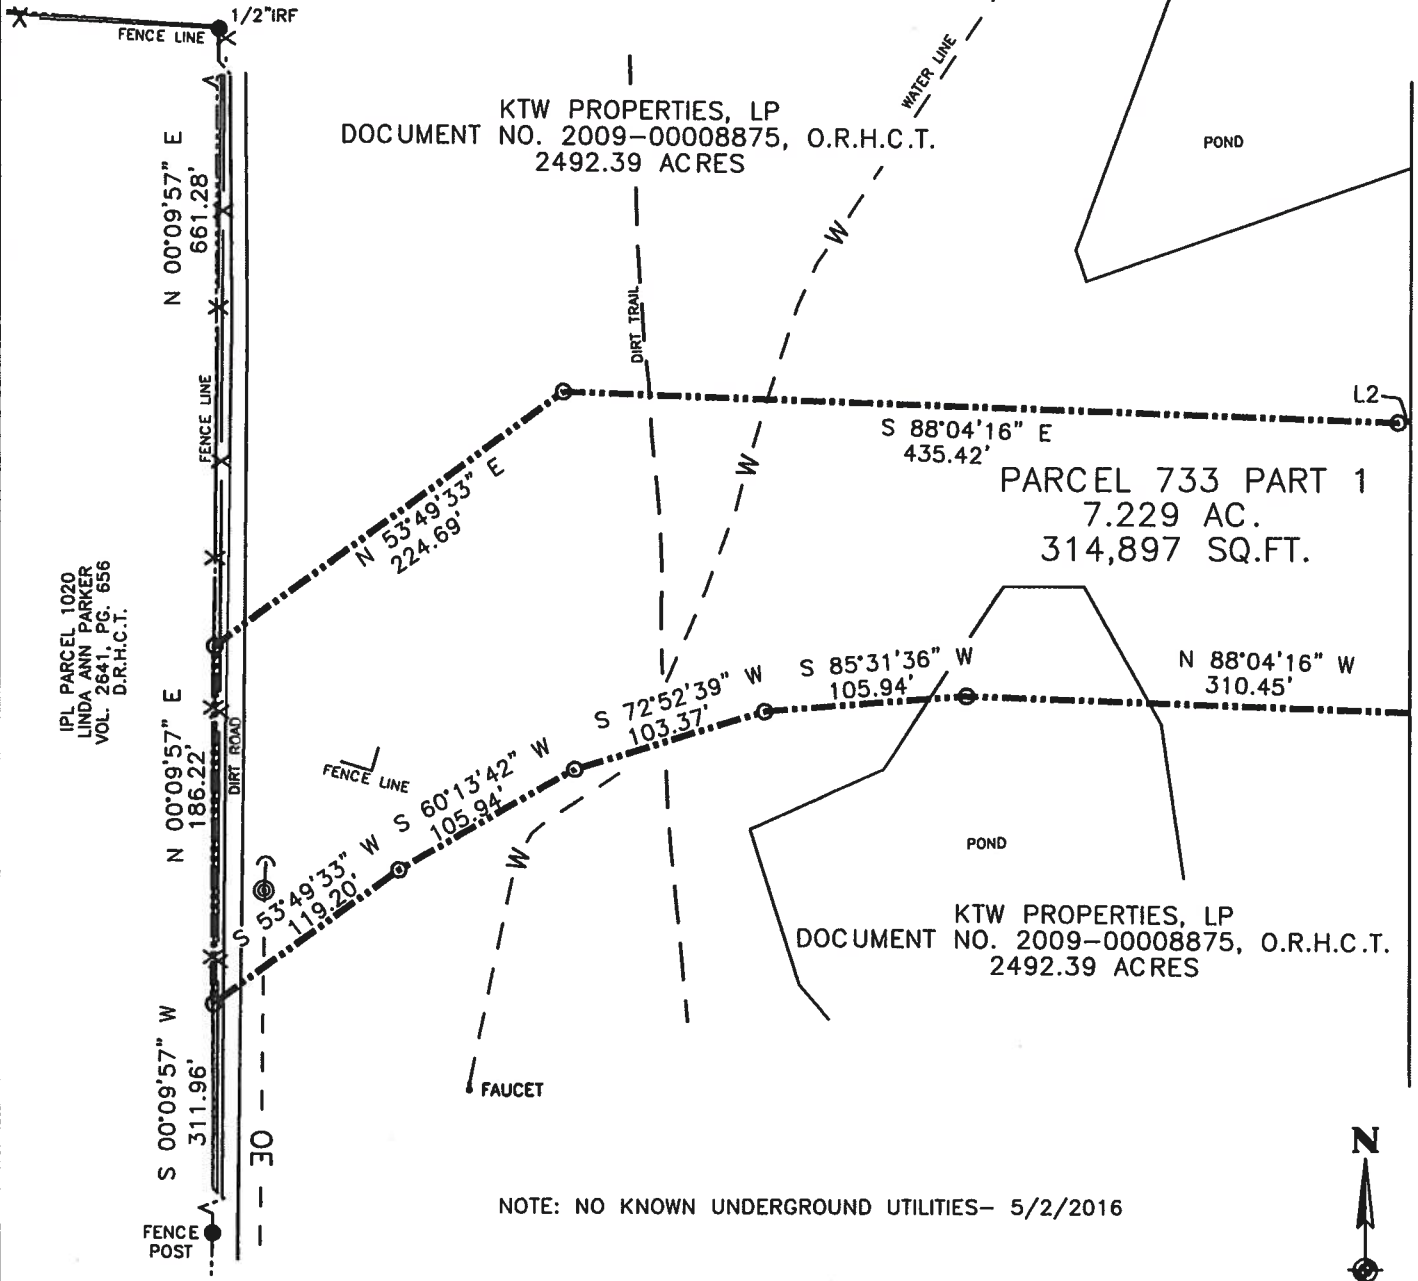 1/2"IRF
FENCE LINE
WATER LINE
KTW PROPERTIES, LP
DOCUMENT NO. 2009-00008875, O.R.H.C.T.
2492.39 ACRES
POND
N 00°09'57" E
661.28'
W
DIRT TRAIL
FENCE LINE
L2
S 88°04'16" E
435.42'
W
PARCEL 733 PART 1
7.229 AC.
314,897 SQ.FT.
N 53°49'33" E
224.69'
IPL PARCEL 1020
LINDA ANN PARKER
VOL. 2641, PG. 656
D.R.H.C.T.
N 88°04'16" W
310.45'
S 85°31'36" W
105.94'
S 72°52'39" W
103.37'
N 00°09'57" E
186.22'
DIRT ROAD
FENCE LINE
S 60°13'42" W
105.94'
W
S 53°49'33" W
119.20'
POND
KTW PROPERTIES, LP
DOCUMENT NO. 2009-00008875, O.R.H.C.T.
2492.39 ACRES
S 00°09'57" W
311.96'
FAUCET
OE
N
NOTE: NO KNOWN UNDERGROUND UTILITIES- 5/2/2016
FENCE
POST